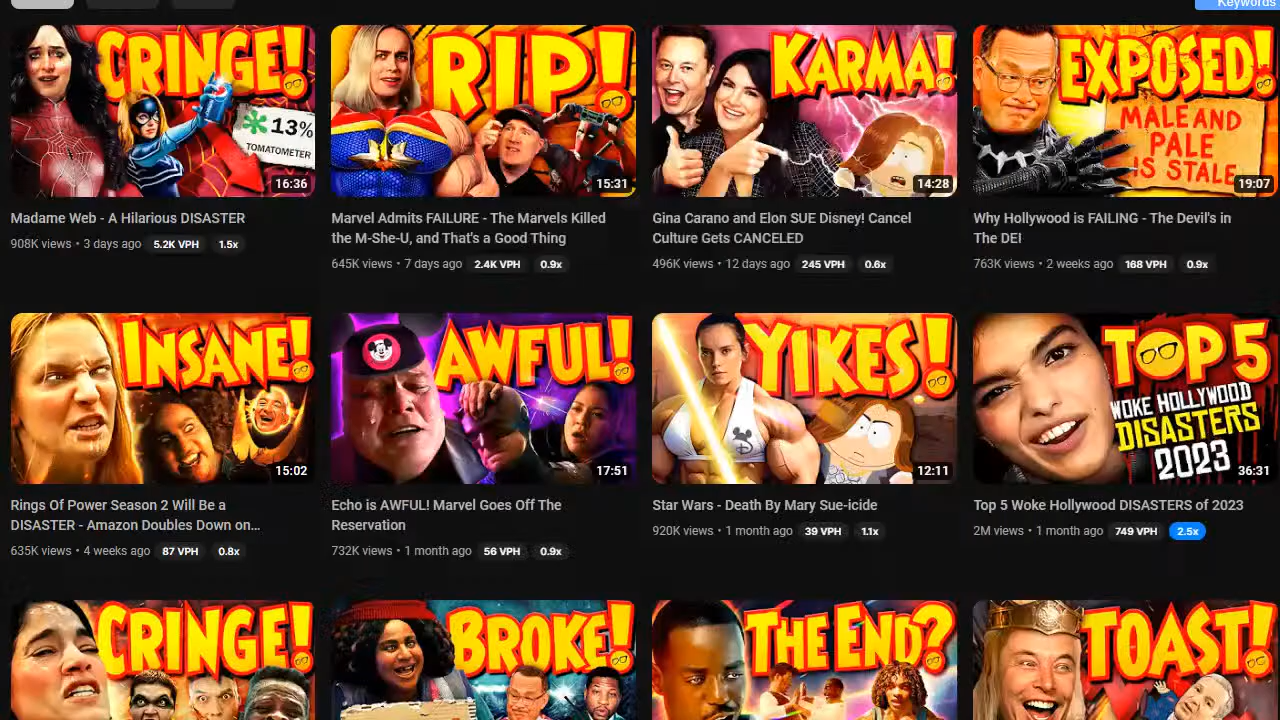 Keywords
CRINGE!
13%
TOMATOMETER
16:36
RIP!
15:31
KARMA!
14:28
EXPOSED!
MALE AND
PALE
IS STALE
19:07
Madame Web - A Hilarious DISASTER
908K views • 3 days ago 5.2K VPH 1.5x
Marvel Admits FAILURE - The Marvels Killed
the M-She-U, and That's a Good Thing
645K views • 7 days ago 2.4K VPH 0.9x
Gina Carano and Elon SUE Disney! Cancel
Culture Gets CANCELED
496K views • 12 days ago 245 VPH 0.6x
Why Hollywood is FAILING - The Devil's in
The DEI
763K views • 2 weeks ago 168 VPH 0.9x
INSANE!
15:02
AWFUL!
17:51
YIKES!
12:11
TOP 5
WOKE HOLLYWOOD
DISASTERS
2023
36:31
Rings Of Power Season 2 Will Be a
DISASTER - Amazon Doubles Down on...
635K views • 4 weeks ago 87 VPH 0.8x
Echo is AWFUL! Marvel Goes Off The
Reservation
732K views • 1 month ago 56 VPH 0.9x
Star Wars - Death By Mary Sue-icide
920K views • 1 month ago 39 VPH 1.1x
Top 5 Woke Hollywood DISASTERS of 2023
2M views • 1 month ago 749 VPH 2.5x
CRINGE!
BROKE!
THE END?
TOAST!